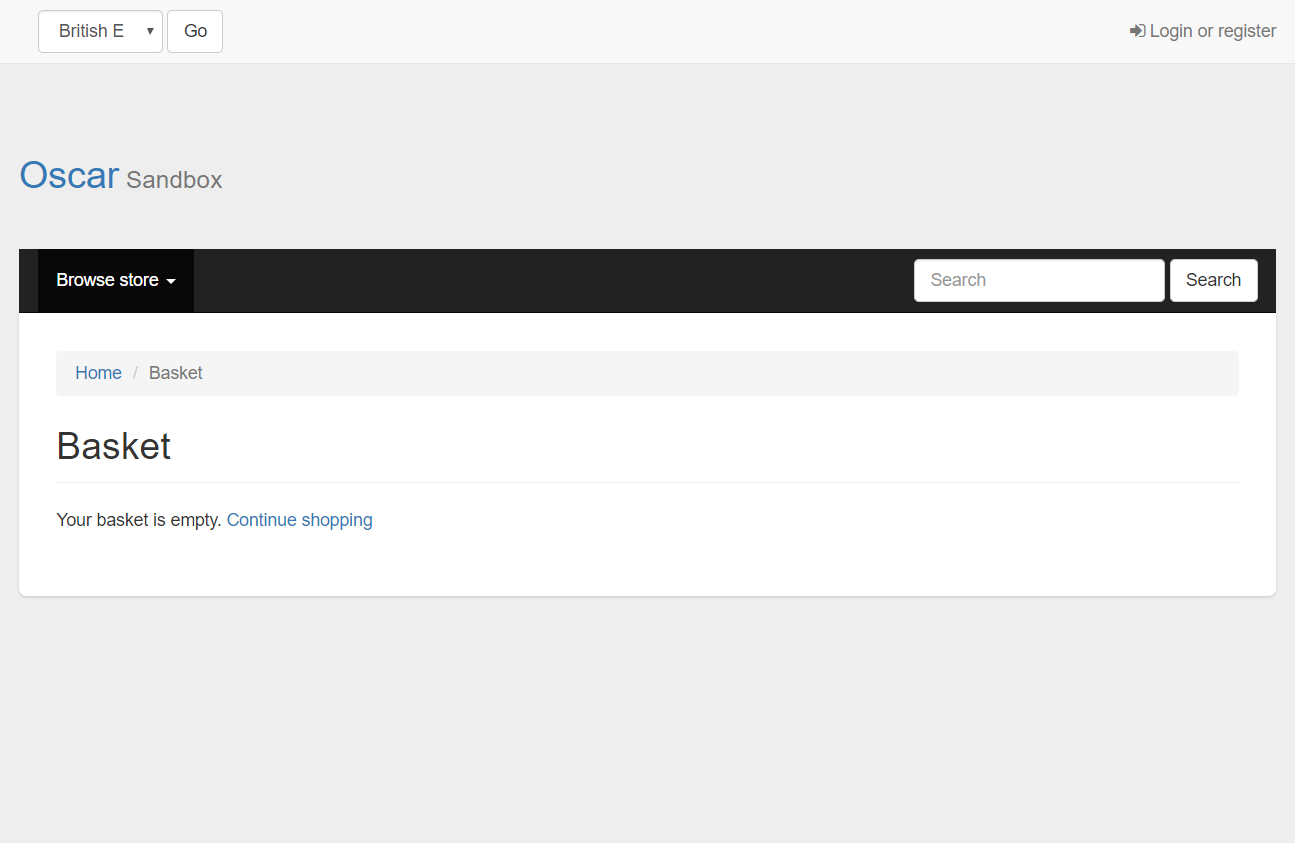 British E Go Login or register
Oscar Sandbox
Browse store Search Search
Home / Basket
Basket
Your basket is empty. Continue shopping